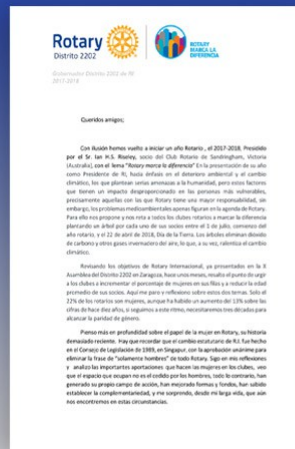 Rotary
Distrito 2202
ROTARY
MARCA LA
DIFERENCIA
Gobernador Distrito 2202 de RI
2017-2018
Queridos amigos;
Con ilusión hemos vuelto a iniciar un año Rotario , el 2017-2018, Presidido
por el Sr. Ian H.S. Riseley, socio del Club Rotario de Sandringham, Victoria
(Australia), con el lema "Rotary marca la diferencia" En la presentación de su año
como Presidente de RI, hazo énfasis en el deterioro ambiental y el cambio
climático, los que plantean serias amenazas a la humanidad, pero estos factores
que tienen un impacto desproporcionado en las personas más vulnerables,
precisamente aquellas con las que Rotary tiene una mayor responsabilidad, sin
embargo, los problemas medioambientales apenas figuran en la agenda de Rotary.
Para ello nos propone y nos reta a todos los clubes rotarios a marcar la diferencia
plantando un árbol por cada uno de sus socios entre el 1 de julio, comienzo del
año rotario, y el 22 de abril de 2018, Día de la Tierra. Los árboles eliminan dióxido
de carbono y otros gases invernadero del aire, lo que, a su vez, ralentiza el cambio
climático.
Revisando los objetivos de Rotary Internacional, ya presentados en la X
Asamblea del Distrito 2202 en Zaragoza, hace unos meses, resalta el punto de urgir
a los clubes a incrementar el porcentaje de mujeres en sus filas y a reducir la edad
promedio de sus socios. Aquí me paro y reflexiono sobre estos dos temas. Solo el
22% de los rotarios son mujeres, aunque ha habido un aumento del 13% sobre las
cifras de hace diez años, si seguimos a este ritmo, necesitaremos tres décadas para
alcanzar la paridad de género.
Pienso más en profundidad sobre el papel de la mujer en Rotary, su historia
demasiado reciente. Hay que recordar que el cambio estatutario de R.I. fue hecho
en el Consejo de Legislación de 1989, en Singapur, con la aprobación unánime para
eliminar la frase de "solamente hombres" de todo Rotary. Sigo en mis reflexiones
y analizo las importantes aportaciones que hacen las mujeres en los clubes, veo
que el espacio que ocupan no es el cedido por los hombres, todo lo contrario, han
generado su propio campo de acción, han mejorado formas y fondos, han sabido
establecer la complementariedad, y me sorprendo, desde mi larga vida, que aún
nos encontremos en estas circunstancias.